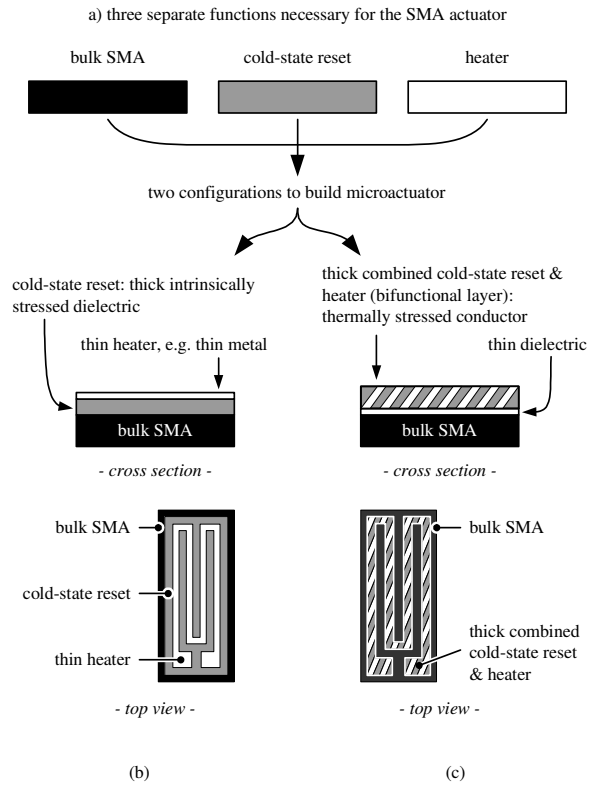 a) three separate functions necessary for the SMA actuator
bulk SMA
cold-state reset
heater
two configurations to build microactuator
cold-state reset: thick intrinsically
stressed dielectric
thin heater, e.g. thin metal
bulk SMA
- cross section -
thick combined cold-state reset &
heater (bifunctional layer):
thermally stressed conductor
thin dielectric
bulk SMA
- cross section -
bulk SMA
cold-state reset
thin heater
- top view -
bulk SMA
thick combined
cold-state reset
& heater
- top view -
(b)
(c)